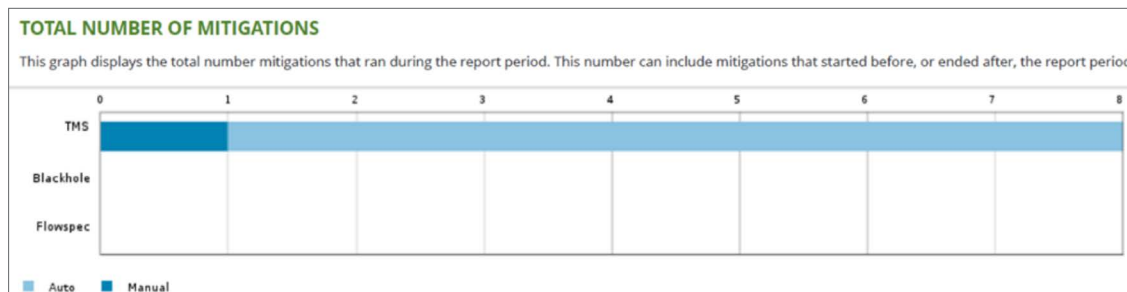 TOTAL NUMBER OF MITIGATIONS
This graph displays the total number mitigations that ran during the report period. This number can include mitigations that started before, or ended after, the report period
0 1 2 3 4 5 6 7 8
TMS
Blackhole
Flowspec
Auto Manual